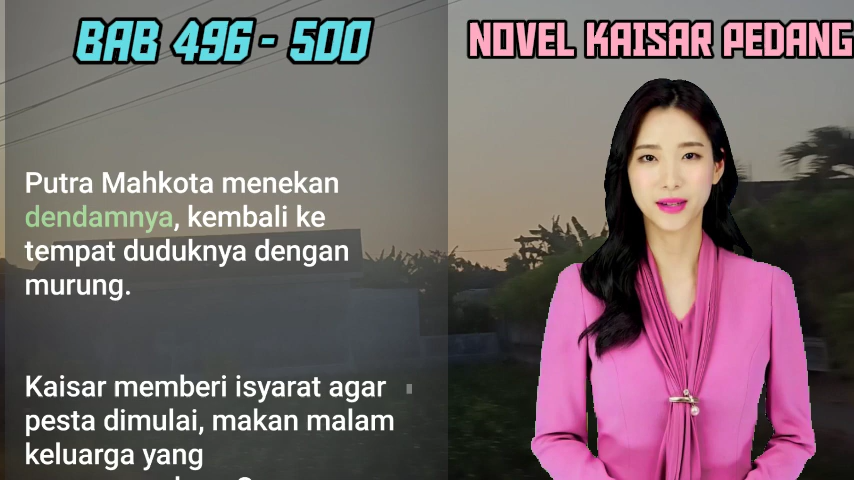 BAB 496 - 500
NOVEL KAISAR PEDANG
Putra Mahkota menekan
dendamnya, kembali ke
tempat duduknya dengan
murung.
Kaisar memberi isyarat agar
pesta dimulai, makan malam
keluarga yang